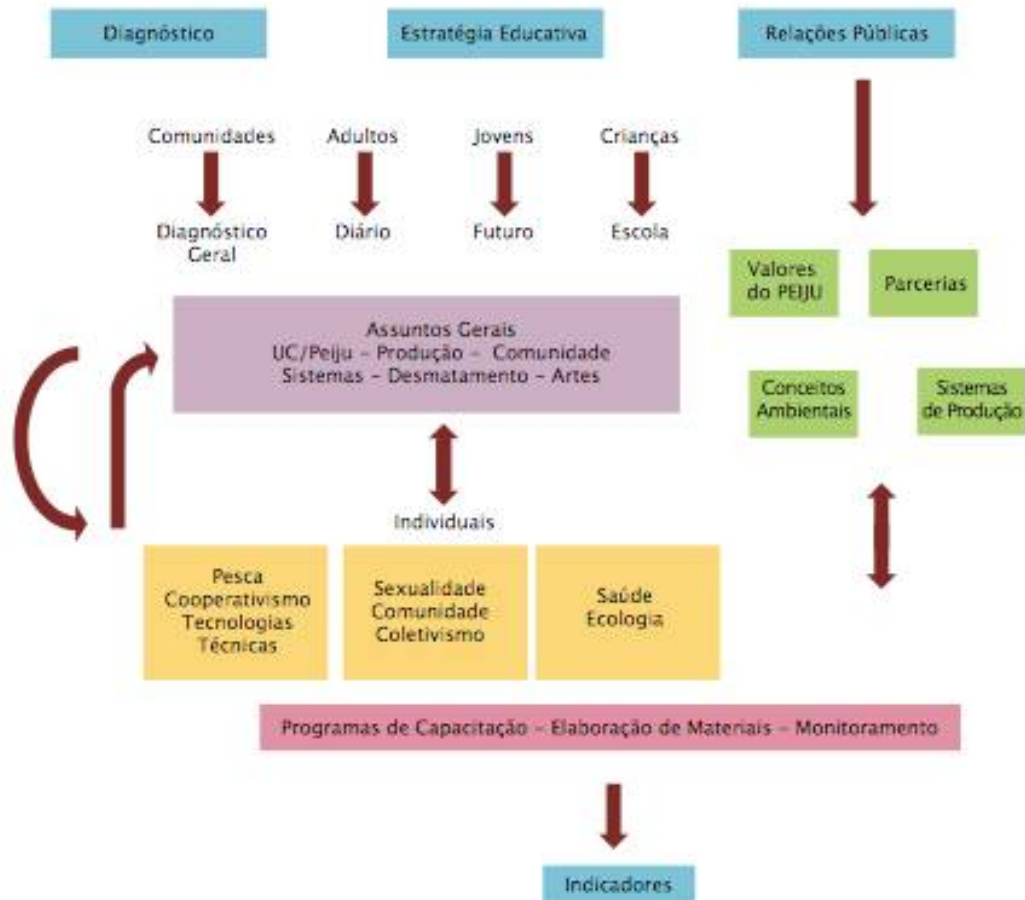 Diagnóstico
Estratégia Educativa
Relações Públicas
Comunidades
Adultos
Jovens
Crianças
Diagnóstico
Geral
Diário
Futuro
Escola
Valores
do PEIJU
Parcerias
Assuntos Gerais
UC/Peiju – Produção – Comunidade
Sistemas – Desmatamento – Artes
Conceitos
Ambientais
Sistemas
de Produção
Individuais
Pesca
Cooperativismo
Tecnologias
Técnicas
Sexualidade
Comunidade
Coletivismo
Saúde
Ecologia
Programas de Capacitação – Elaboração de Materiais – Monitoramento
Indicadores